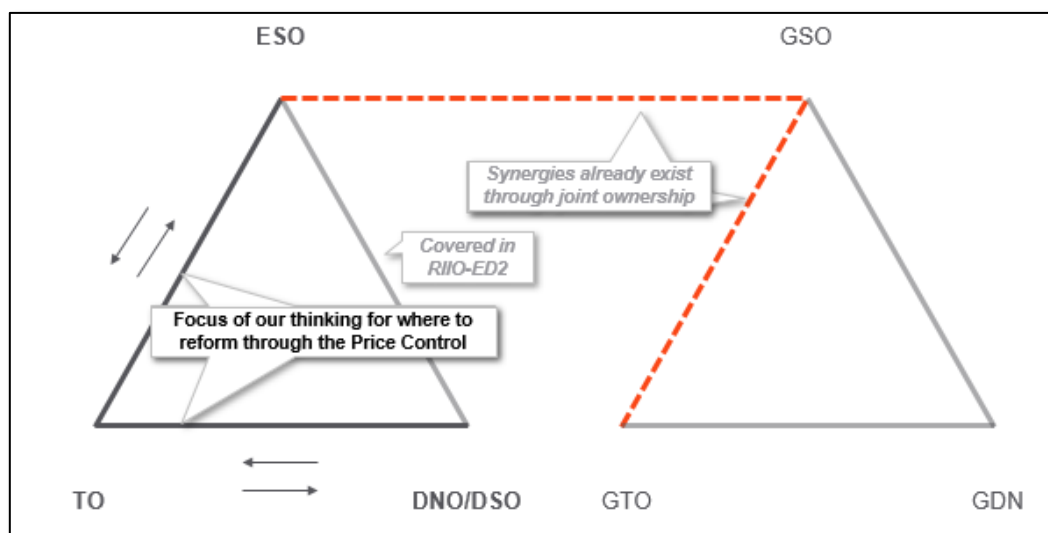 ESO
GSO
Synergies already exist
through joint ownership
Covered in
RIIO-ED2
Focus of our thinking for where to
reform through the Price Control
TO
DNO/DSO
GTO
GDN